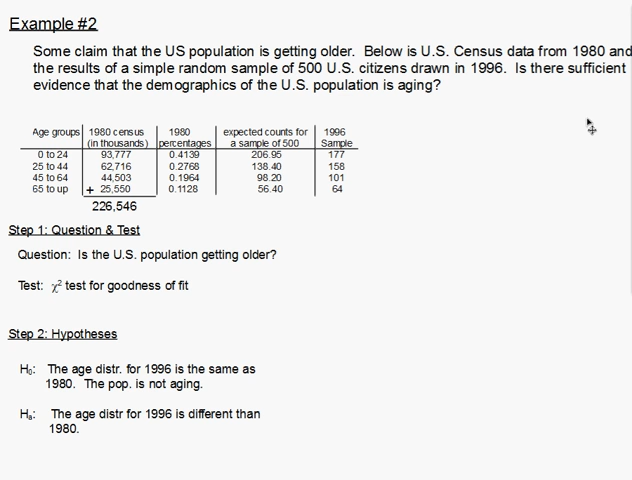 Example #2
Some claim that the US population is getting older. Below is U.S. Census data from 1980 and
the results of a simple random sample of 500 U.S. citizens drawn in 1996. Is there sufficient
evidence that the demographics of the U.S. population is aging?
Age groups 1980 census 1980 expected counts for 1996
(in thousands) percentages a sample of 500 Sample
0 to 24 93,777 0.4139 206.95 177
25 to 44 62,716 0.2768 138.40 158
45 to 64 44,503 0.1964 98.20 101
65 to up + 25,550 0.1128 56.40 64
226,546
Step 1: Question & Test
Question: Is the U.S. population getting older?
Test: χ² test for goodness of fit
Step 2: Hypotheses
H₀: The age distr. for 1996 is the same as
1980. The pop. is not aging.
Hₐ: The age distr for 1996 is different than
1980.